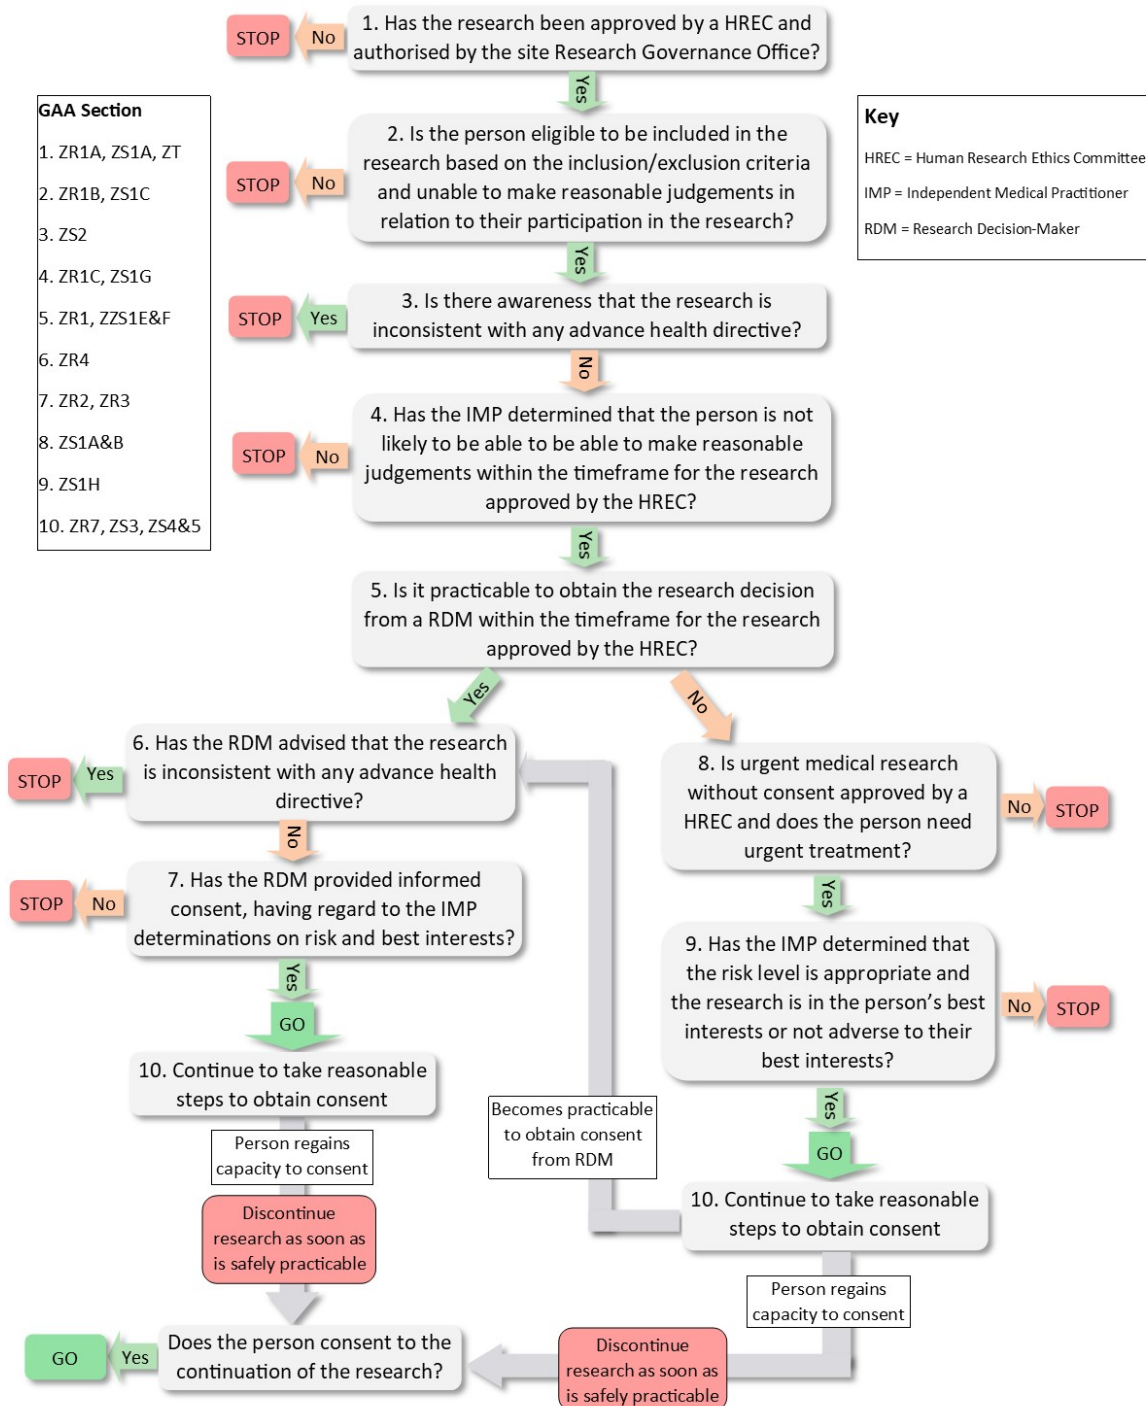 1. Has the research been approved by a HREC and
authorised by the site Research Governance Office?
No
STOP
Yes
GAA Section
1. ZR1A, ZS1A, ZT
2. ZR1B, ZS1C
3. ZS2
4. ZR1C, ZS1G
5. ZR1, ZZS1E&F
6. ZR4
7. ZR2, ZR3
8. ZS1A&B
9. ZS1H
10. ZR7, ZS3, ZS4&5
Key
HREC = Human Research Ethics Committee
IMP = Independent Medical Practitioner
RDM = Research Decision-Maker
2. Is the person eligible to be included in the
research based on the inclusion/exclusion criteria
and unable to make reasonable judgements in
relation to their participation in the research?
No
STOP
Yes
3. Is there awareness that the research is
inconsistent with any advance health directive?
Yes
STOP
No
4. Has the IMP determined that the person is not
likely to be able to be able to make reasonable
judgements within the timeframe for the research
approved by the HREC?
No
STOP
Yes
5. Is it practicable to obtain the research decision
from a RDM within the timeframe for the research
approved by the HREC?
Yes
No
6. Has the RDM advised that the research
is inconsistent with any advance health
directive?
Yes
STOP
No
7. Has the RDM provided informed
consent, having regard to the IMP
determinations on risk and best interests?
No
STOP
Yes
GO
10. Continue to take reasonable
steps to obtain consent
Person regains
capacity to consent
Discontinue
research as soon as
is safely practicable
8. Is urgent medical research
without consent approved by a
HREC and does the person need
urgent treatment?
No
STOP
Yes
9. Has the IMP determined that
the risk level is appropriate and
the research is in the person's best
interests or not adverse to their
best interests?
No
STOP
Yes
GO
10. Continue to take reasonable
steps to obtain consent
Becomes practicable
to obtain consent
from RDM
Person regains
capacity to consent
Discontinue
research as soon as
is safely practicable
Does the person consent to the
continuation of the research?
Yes
GO